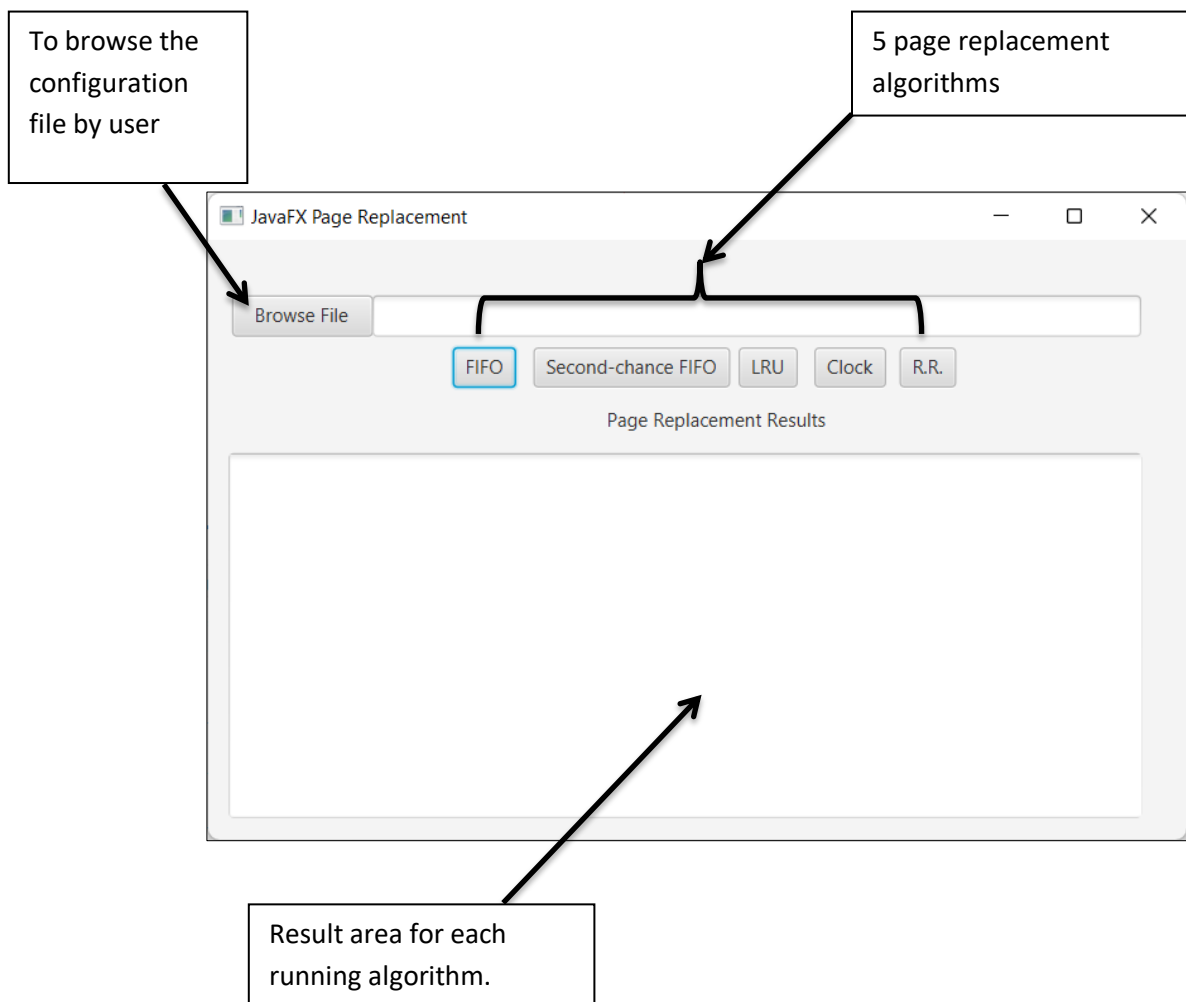 To browse the
configuration
file by user
5 page replacement
algorithms
JavaFX Page Replacement
Browse File
FIFO Second-chance FIFO LRU Clock R.R.
Page Replacement Results
Result area for each
running algorithm.